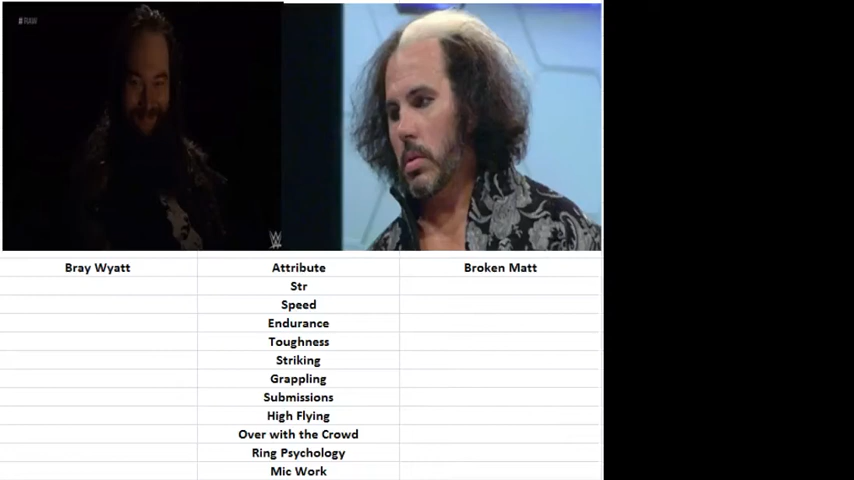 #RAW
W
Bray Wyatt Attribute Broken Matt
Str
Speed
Endurance
Toughness
Striking
Grappling
Submissions
High Flying
Over with the Crowd
Ring Psychology
Mic Work